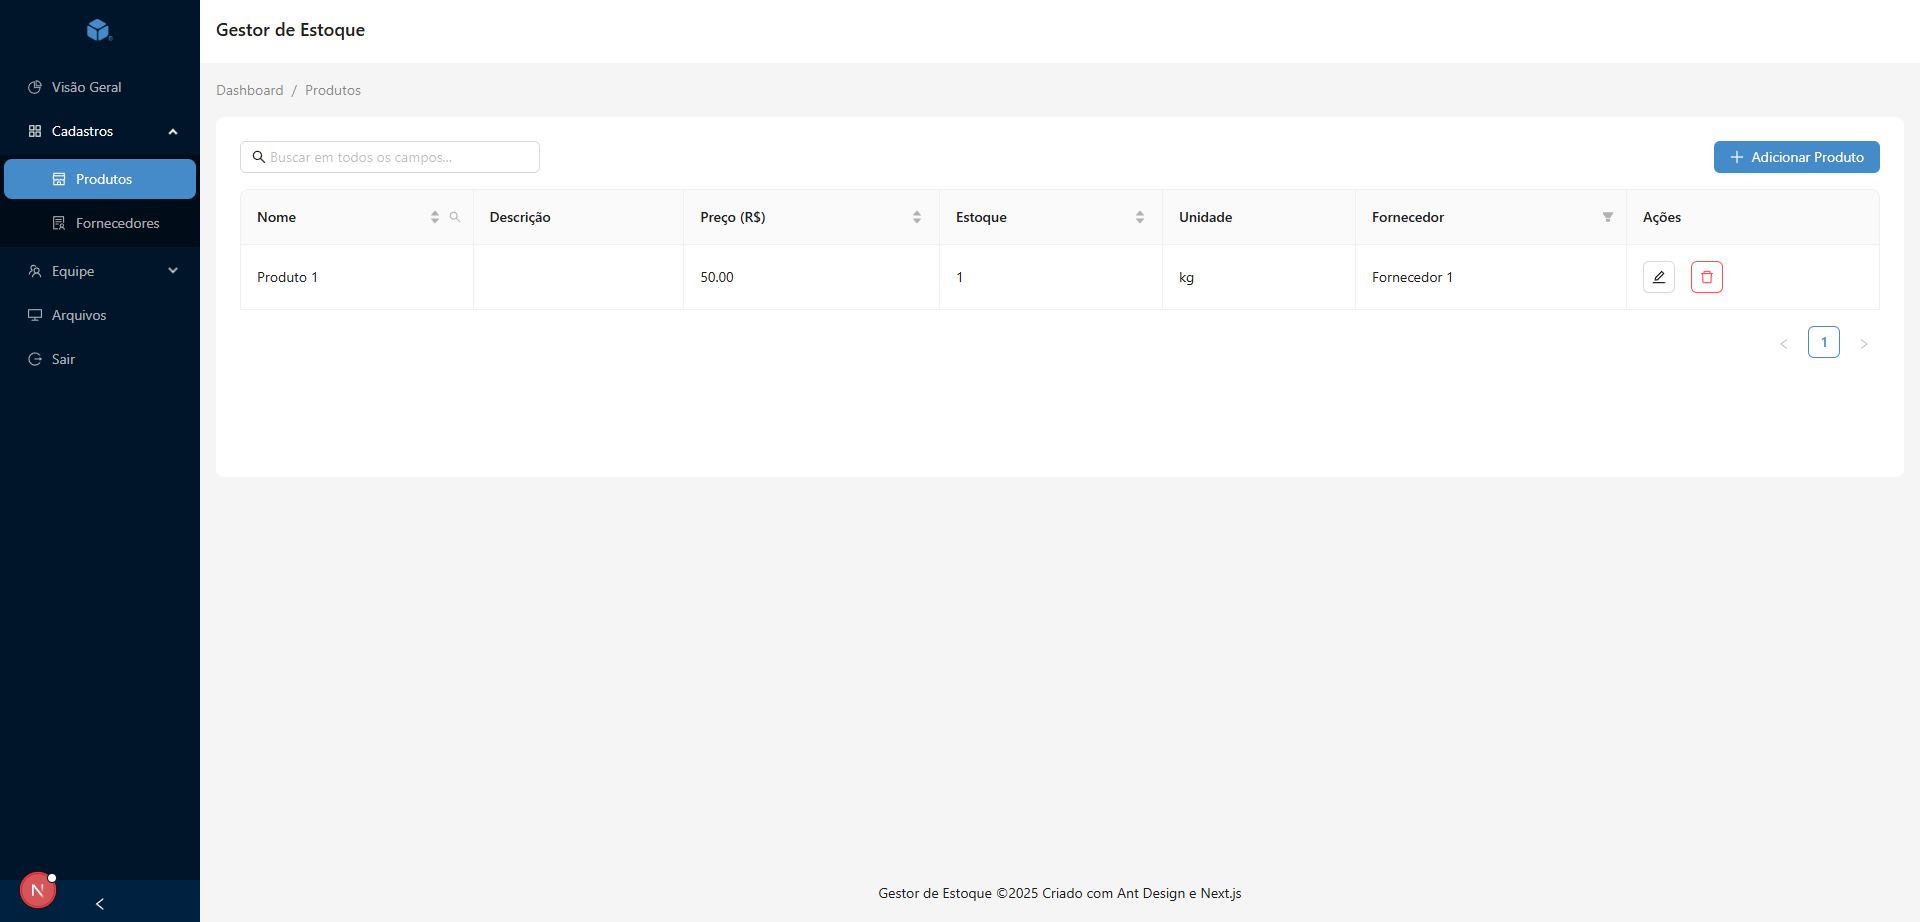 Gestor de Estoque
Visão Geral
Cadastros
Produtos
Fornecedores
Equipe
Arquivos
Sair
N
Dashboard / Produtos
Buscar em todos os campos...
Adicionar Produto
Nome Descrição Preço (R$) Estoque Unidade Fornecedor Ações
Produto 1 50.00 1 kg Fornecedor 1
1
Gestor de Estoque ©2025 Criado com Ant Design e Next.js